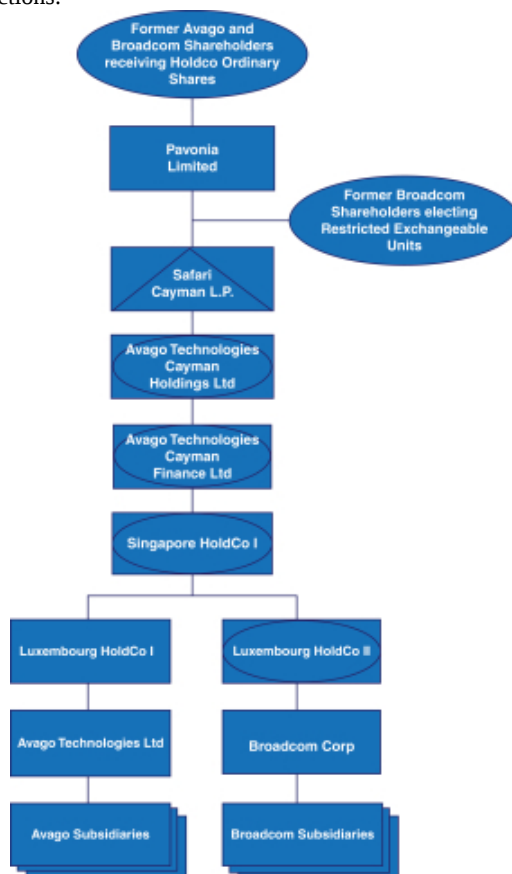 Former Avago and
Broadcom Shareholders
receiving Holdco Ordinary
Shares
Pavonia
Limited
Former Broadcom
Shareholders electing
Restricted Exchangeable
Units
Safari
Cayman L.P.
Avago Technologies
Cayman
Holdings Ltd
Avago Technologies
Cayman
Finance Ltd
Singapore HoldCo I
Luxembourg HoldCo I
Luxembourg HoldCo II
Avago Technologies Ltd
Broadcom Corp
Avago Subsidiaries
Broadcom Subsidiaries